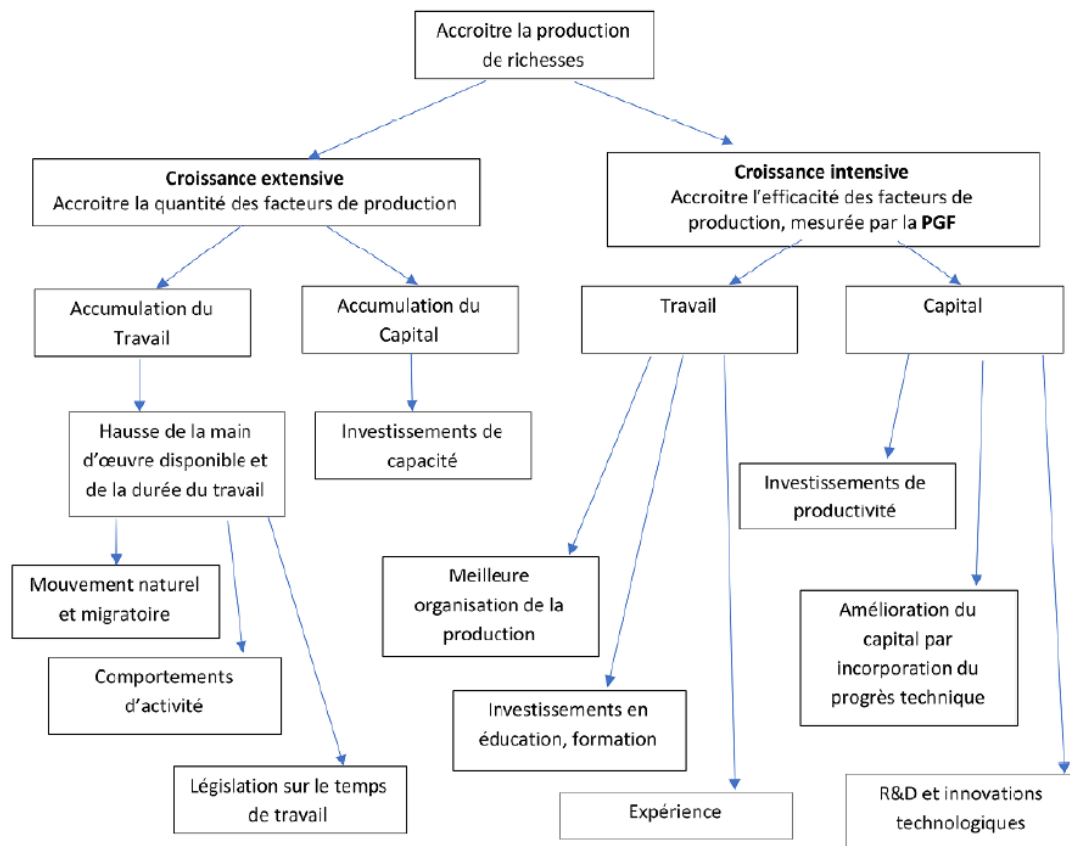 Accroitre la production
de richesses
Croissance extensive
Accroitre la quantité des facteurs de production
Croissance intensive
Accroitre l'efficacité des facteurs de
production, mesurée par la PGF
Accumulation du
Travail
Accumulation du
Capital
Travail
Capital
Hausse de la main
d'œuvre disponible et
de la durée du travail
Investissements de
capacité
Investissements de
productivité
Mouvement naturel
et migratoire
Meilleure
organisation de la
production
Amélioration du
capital par
incorporation du
progrès technique
Comportements
d'activité
Investissements en
éducation, formation
Législation sur le temps
de travail
Expérience
R&D et innovations
technologiques